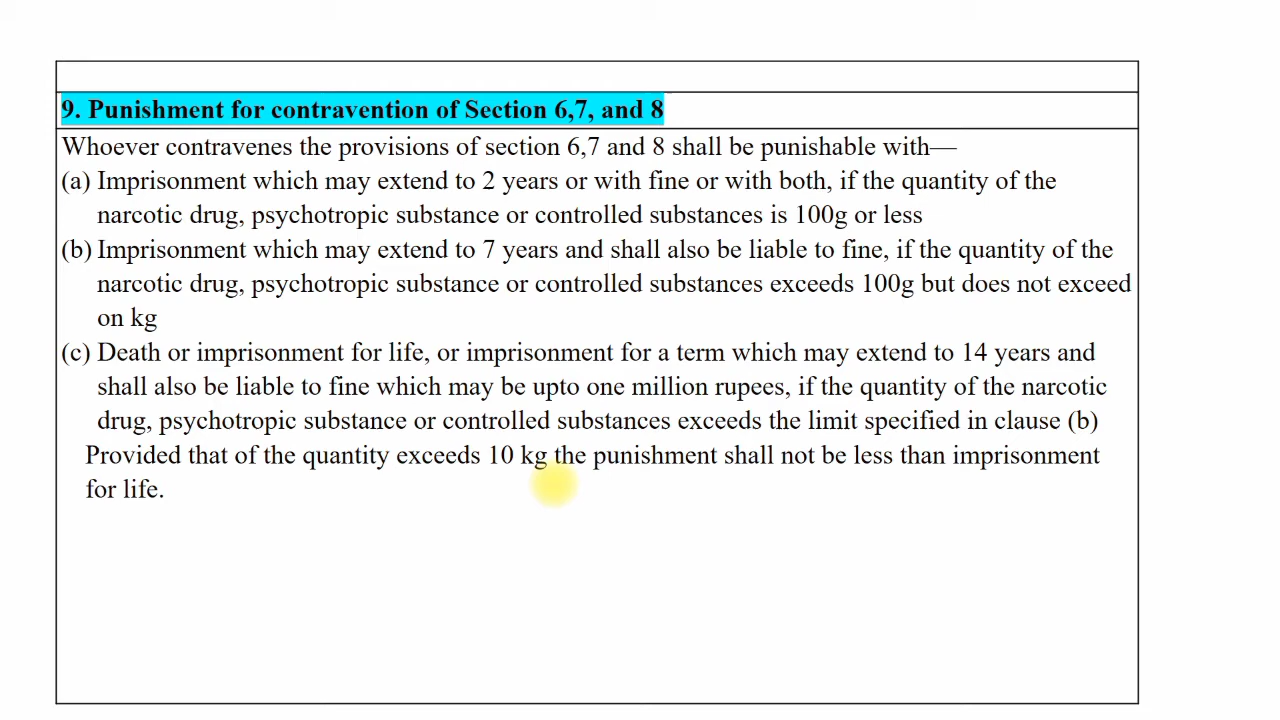 9. Punishment for contravention of Section 6,7, and 8
Whoever contravenes the provisions of section 6,7 and 8 shall be punishable with—
(a) Imprisonment which may extend to 2 years or with fine or with both, if the quantity of the
narcotic drug, psychotropic substance or controlled substances is 100g or less
(b) Imprisonment which may extend to 7 years and shall also be liable to fine, if the quantity of the
narcotic drug, psychotropic substance or controlled substances exceeds 100g but does not exceed
on kg
(c) Death or imprisonment for life, or imprisonment for a term which may extend to 14 years and
shall also be liable to fine which may be upto one million rupees, if the quantity of the narcotic
drug, psychotropic substance or controlled substances exceeds the limit specified in clause (b)
Provided that of the quantity exceeds 10 kg the punishment shall not be less than imprisonment
for life.